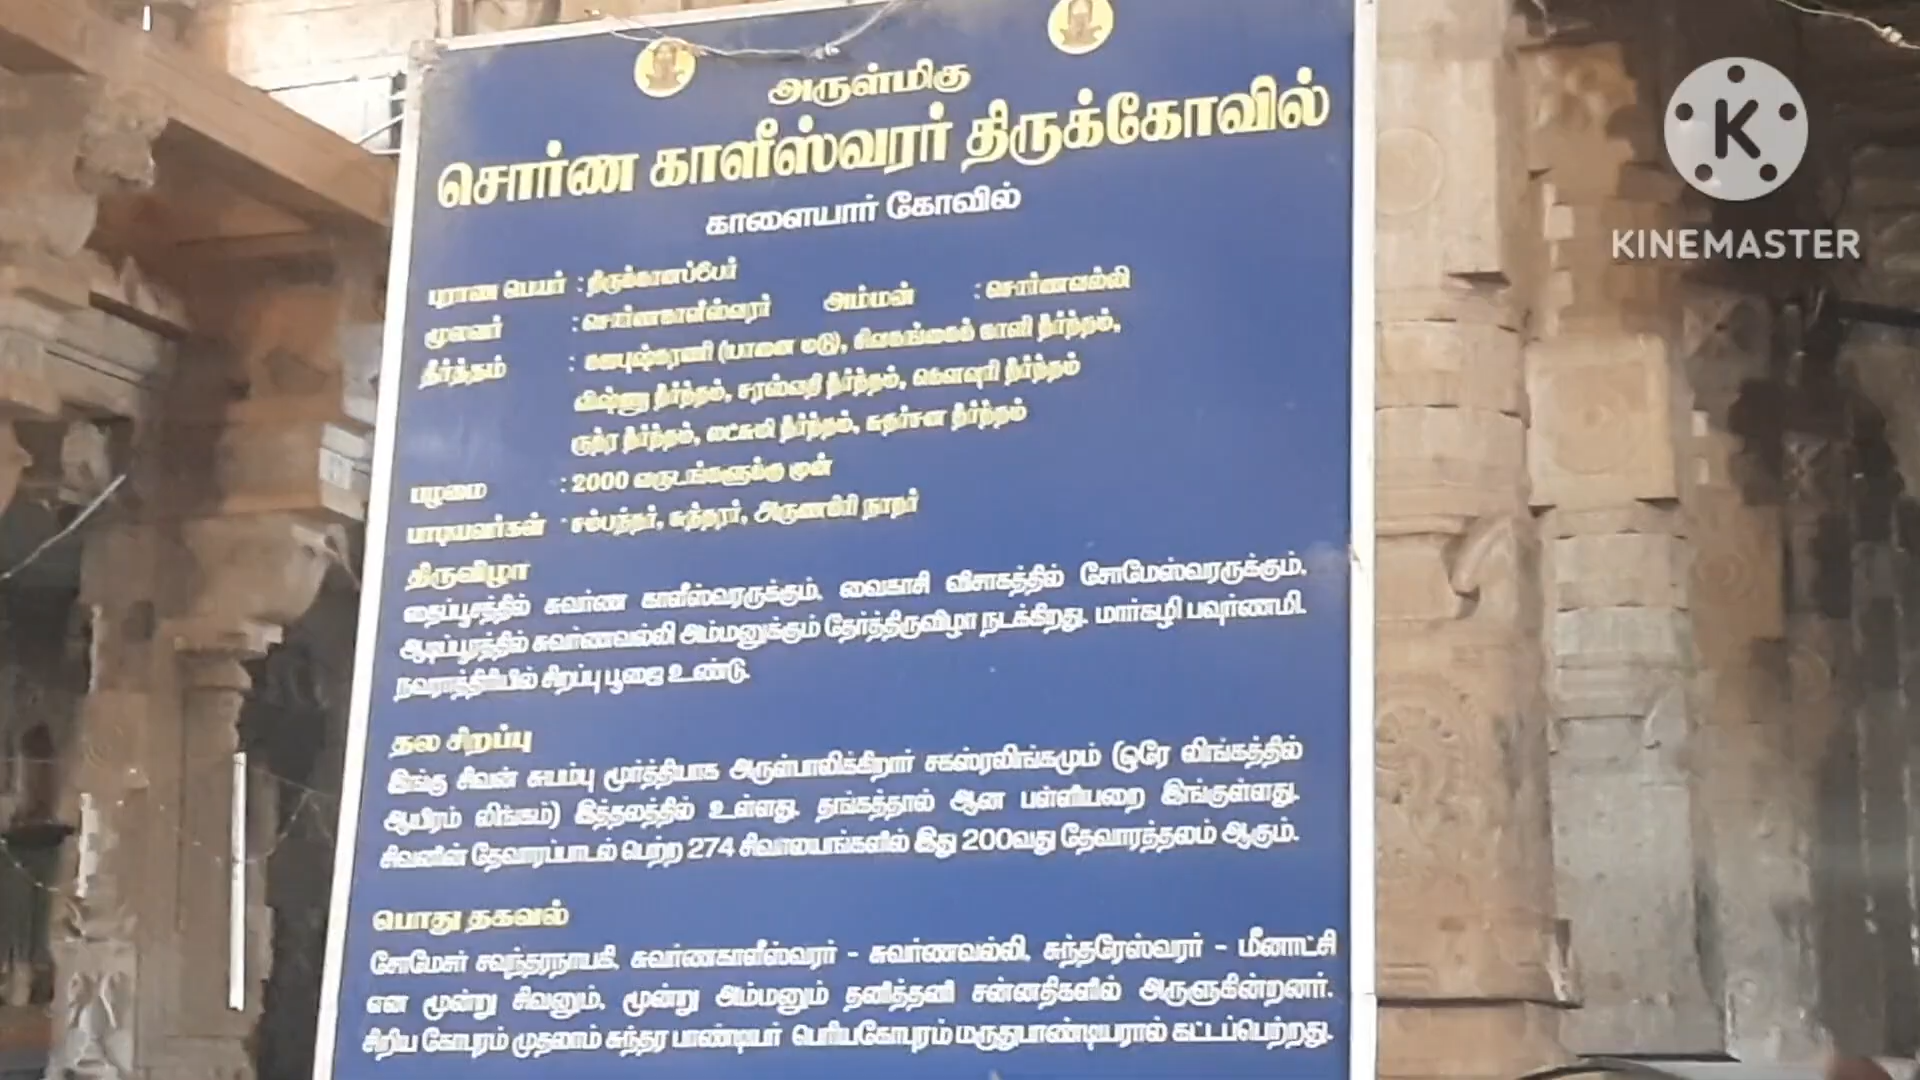 அருள்மிகு
சொர்ண காளீஸ்வரர் திருக்கோவில்
காளையார் கோவில்
புராண பெயர் : திருக்கானப்பேர்
மூலவர் : சொர்ணகாளீஸ்வரர் அம்மன் : சொர்ணவல்லி
தீர்த்தம் : கஜபுஷ்கரணி (யானை மடு), சிவகங்கைக் காளி தீர்த்தம்,
விஷ்ணு தீர்த்தம், சரஸ்வதி தீர்த்தம், கௌவுரி தீர்த்தம்
ருத்ர தீர்த்தம், லட்சுமி தீர்த்தம், சுதர்சன தீர்த்தம்
பழமை : 2000 வருடங்களுக்கு முன்
பாடியவர்கள் : சம்பந்தர், சுந்தரர், அருணகிரி நாதர்
திருவிழா
தைப்பூசத்தில் சுவர்ண காளீஸ்வரருக்கும், வைகாசி விசாகத்தில் சோமேஸ்வரருக்கும்,
ஆடிப்பூரத்தில் சுவர்ணவல்லி அம்மனுக்கும் தேர்த்திருவிழா நடக்கிறது. மார்கழி பவுர்ணமி,
நவராத்திரியில் சிறப்பு பூஜை உண்டு.
தல சிறப்பு
இங்கு சிவன் சுயம்பு மூர்த்தியாக அருள்பாலிக்கிறார் சகஸ்ரலிங்கமும் (ஒரே லிங்கத்தில்
ஆயிரம் லிங்கம்) இத்தலத்தில் உள்ளது. தங்கத்தால் ஆன பள்ளியறை இங்குள்ளது.
சிவனின் தேவாரப்பாடல் பெற்ற 274 சிவாலயங்களில் இது 200வது தேவாரத்தலம் ஆகும்.
பொது தகவல்
சோமேசர் சவுந்தரநாயகி, சுவர்ணகாளீஸ்வரர் - சுவர்ணவல்லி, சுந்தரேஸ்வரர் - மீனாட்சி
என மூன்று சிவனும், மூன்று அம்மனும் தனித்தனி சன்னதிகளில் அருளுகின்றனர்.
சிறிய கோபுரம் முதலாம் சுந்தர பாண்டியர் பெரியகோபுரம் மருதுபாண்டியரால் கட்டப்பெற்றது.
K
KINEMASTER